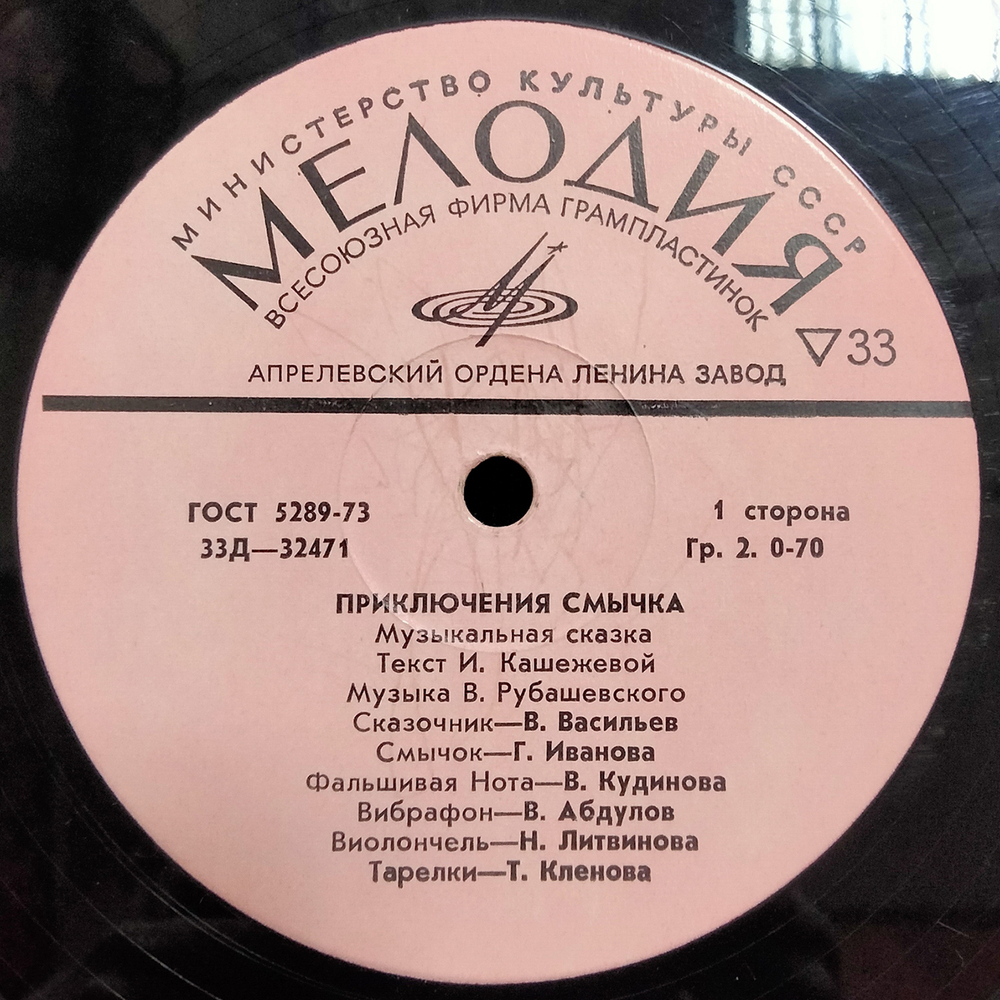 МИНИСТЕРСТВО КУЛЬТУРЫ СССР
МЕЛОДИЯ
ВСЕСОЮЗНАЯ ФИРМА ГРАМПЛАСТИНОК
▽33
АПРЕЛЕВСКИЙ ОРДЕНА ЛЕНИНА ЗАВОД
ГОСТ 5289-73
1 сторона
33Д—32471
Гр. 2. 0-70
ПРИКЛЮЧЕНИЯ СМЫЧКА
Музыкальная сказка
Текст И. Кашежевой
Музыка В. Рубашевского
Сказочник—В. Васильев
Смычок—Г. Иванова
Фальшивая Нота—В. Кудинова
Вибрафон—В. Абдулов
Виолончель—Н. Литвинова
Тарелки—Т. Кленова